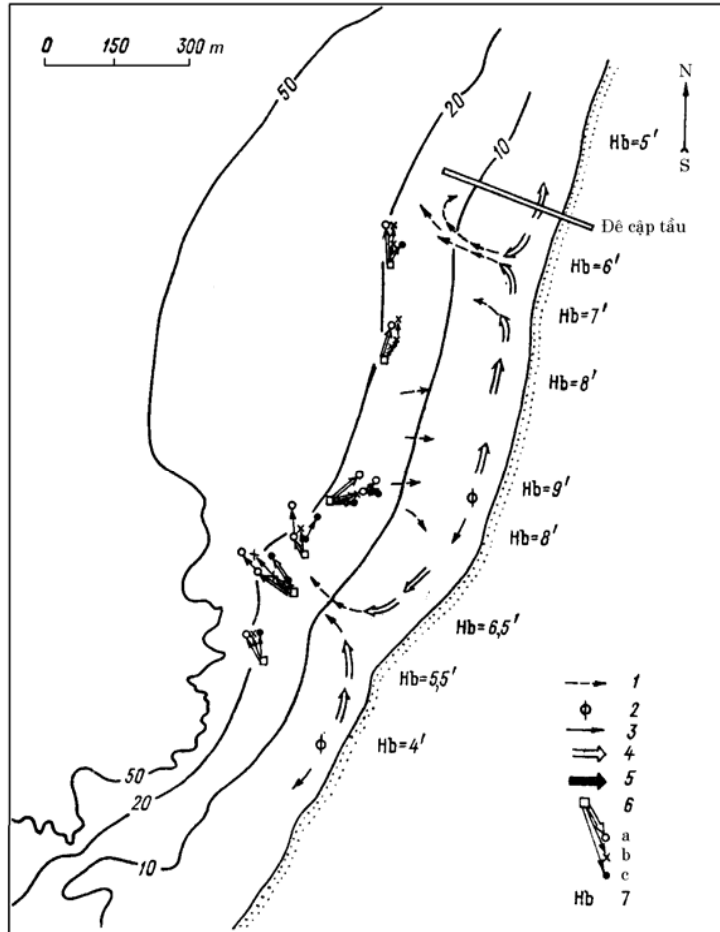 0 150 300 m
50
20
10
N
S
Hb=5'
Đê cập tầu
Hb=6'
Hb=7'
Hb=8'
Hb=9'
Hb=8'
Hb=6,5'
Hb=5,5'
Hb=4'
50
20
10
1
2
3
4
5
6
a
b
c
Hb 7